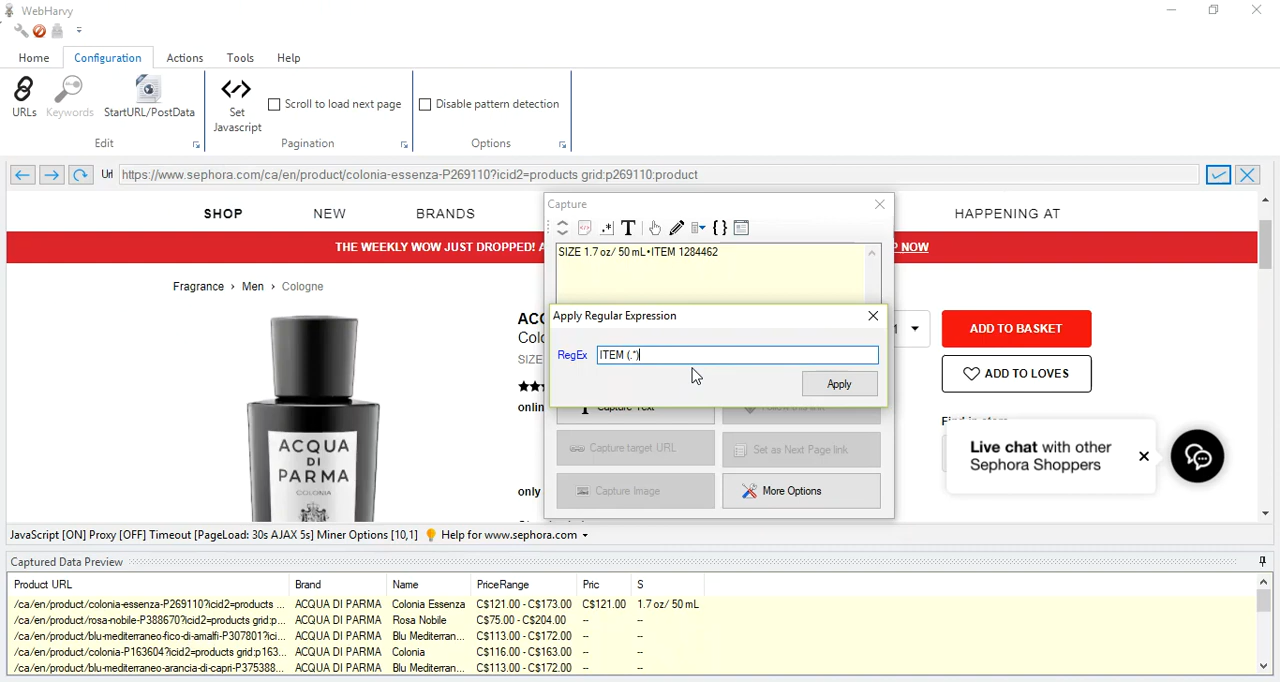 WebHarvy
Home Configuration Actions Tools Help
URLs Keywords StartURL/PostData
Set
Javascript
Scroll to load next page
Disable pattern detection
Edit Pagination Options
Url https://www.sephora.com/ca/en/product/colonia-essenza-P269110?icid2=products grid:p269110:product
SHOP NEW BRANDS HAPPENING AT
THE WEEKLY WOW JUST DROPPED! NOW
Fragrance › Men › Cologne
Capture
SIZE 1.7 oz/ 50 mL•ITEM 1284462
Apply Regular Expression
RegEx ITEM (.*)
Apply
Capture Text
Capture target URL Set as Next Page link
Capture Image More Options
SIZE
only
ADD TO BASKET
ADD TO LOVES
Live chat with other
Sephora Shoppers
ACQUA
DI
PARMA
COLONIA
JavaScript [ON] Proxy [OFF] Timeout [PageLoad: 30s AJAX 5s] Miner Options [10,1] Help for www.sephora.com
Captured Data Preview
Product URL Brand Name PriceRange Pric S
/ca/en/product/colonia-essenza-P269110?icid2=products ... ACQUA DI PARMA Colonia Essenza C$121.00 - C$173.00 C$121.00 1.7 oz/ 50 mL
/ca/en/product/rosa-nobile-P388670?icid2=products grid:p... ACQUA DI PARMA Rosa Nobile C$75.00 - C$204.00 -- --
/ca/en/product/blu-mediterraneo-fico-di-amalfi-P307801?ici... ACQUA DI PARMA Blu Mediterran... C$113.00 - C$172.00 -- --
/ca/en/product/colonia-P163604?icid2=products grid:p163... ACQUA DI PARMA Colonia C$116.00 - C$163.00 -- --
/ca/en/product/blu-mediterraneo-arancia-di-capri-P375388... ACQUA DI PARMA Blu Mediterran... C$113.00 - C$172.00 -- --